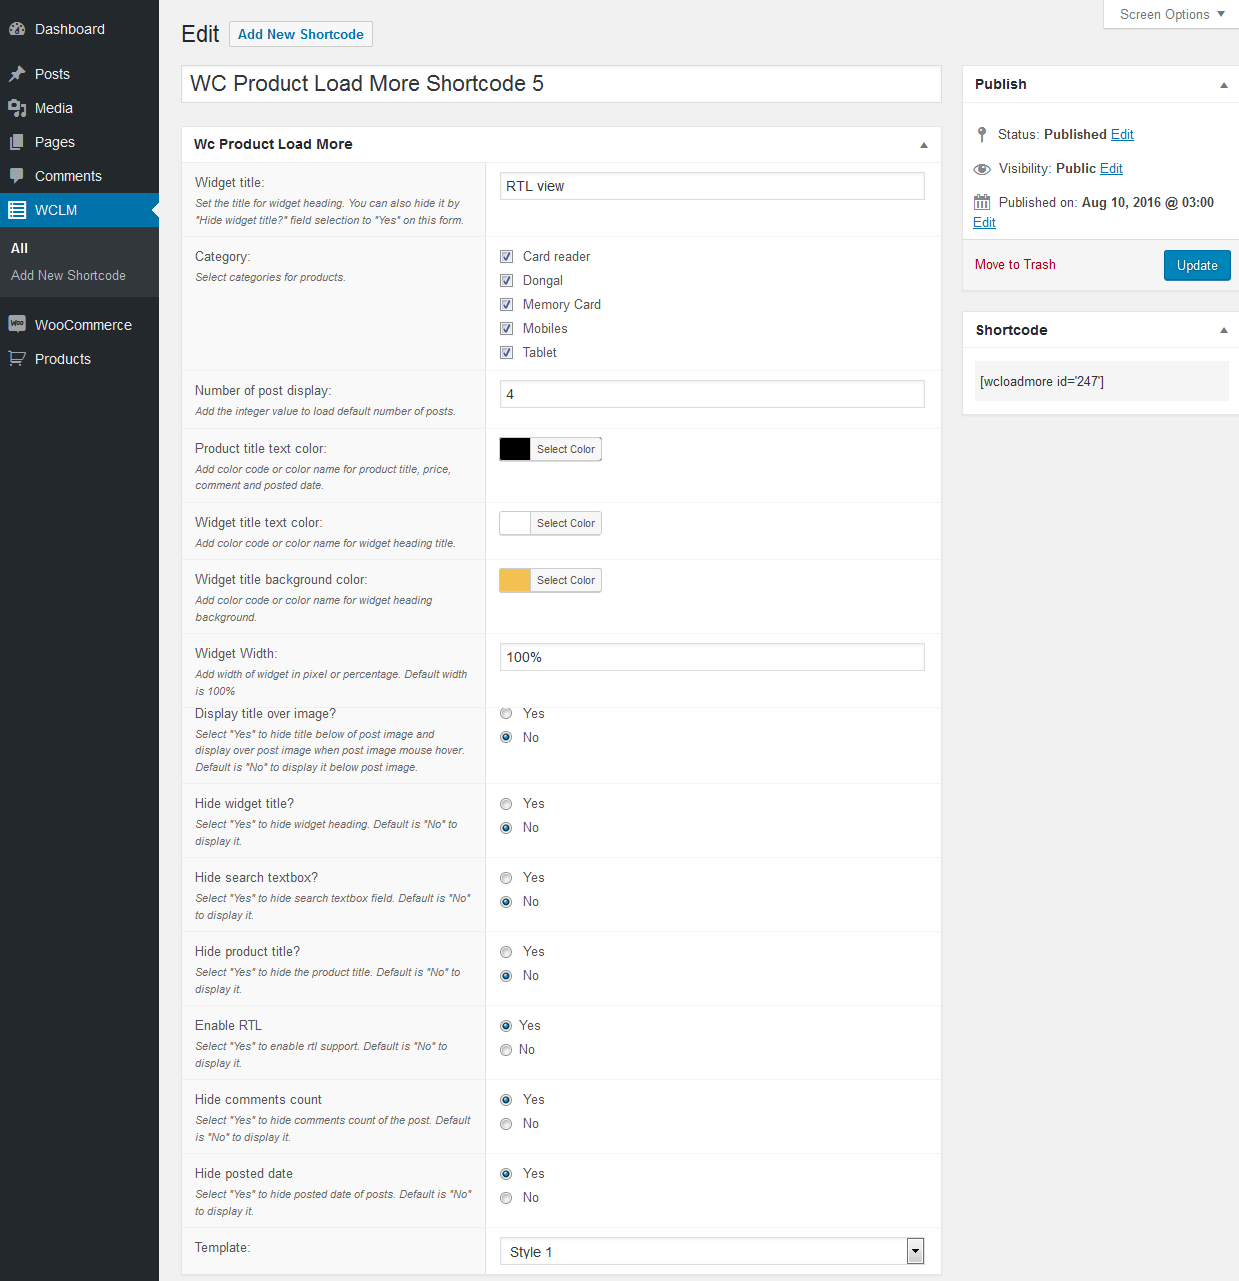 Dashboard
Posts
Media
Pages
Comments
WCLM
All
Add New Shortcode
WooCommerce
Products
Screen Options
Edit
Add New Shortcode
WC Product Load More Shortcode 5
Wc Product Load More
Widget title:
Set the title for widget heading. You can also hide it by
"Hide widget title?" field selection to "Yes" on this form.
RTL view
Category:
Select categories for products.
Card reader
Dongal
Memory Card
Mobiles
Tablet
Number of post display:
Add the integer value to load default number of posts.
4
Product title text color:
Add color code or color name for product title, price,
comment and posted date.
Select Color
Widget title text color:
Add color code or color name for widget heading title.
Select Color
Widget title background color:
Add color code or color name for widget heading
background.
Select Color
Widget Width:
Add width of widget in pixel or percentage. Default width
is 100%
100%
Display title over image?
Select "Yes" to hide title below of post image and
display over post image when post image mouse hover.
Default is "No" to display it below post image.
Yes
No
Hide widget title?
Select "Yes" to hide widget heading. Default is "No" to
display it.
Yes
No
Hide search textbox?
Select "Yes" to hide search textbox field. Default is "No"
to display it.
Yes
No
Hide product title?
Select "Yes" to hide the product title. Default is "No" to
display it.
Yes
No
Enable RTL
Select "Yes" to enable rtl support. Default is "No" to
display it.
Yes
No
Hide comments count
Select "Yes" to hide comments count of the post. Default
is "No" to display it.
Yes
No
Hide posted date
Select "Yes" to hide posted date of posts. Default is "No"
to display it.
Yes
No
Template:
Style 1
Publish
Status: Published Edit
Visibility: Public Edit
Published on: Aug 10, 2016 @ 03:00
Edit
Move to Trash
Update
Shortcode
[wcloadmore id='247']